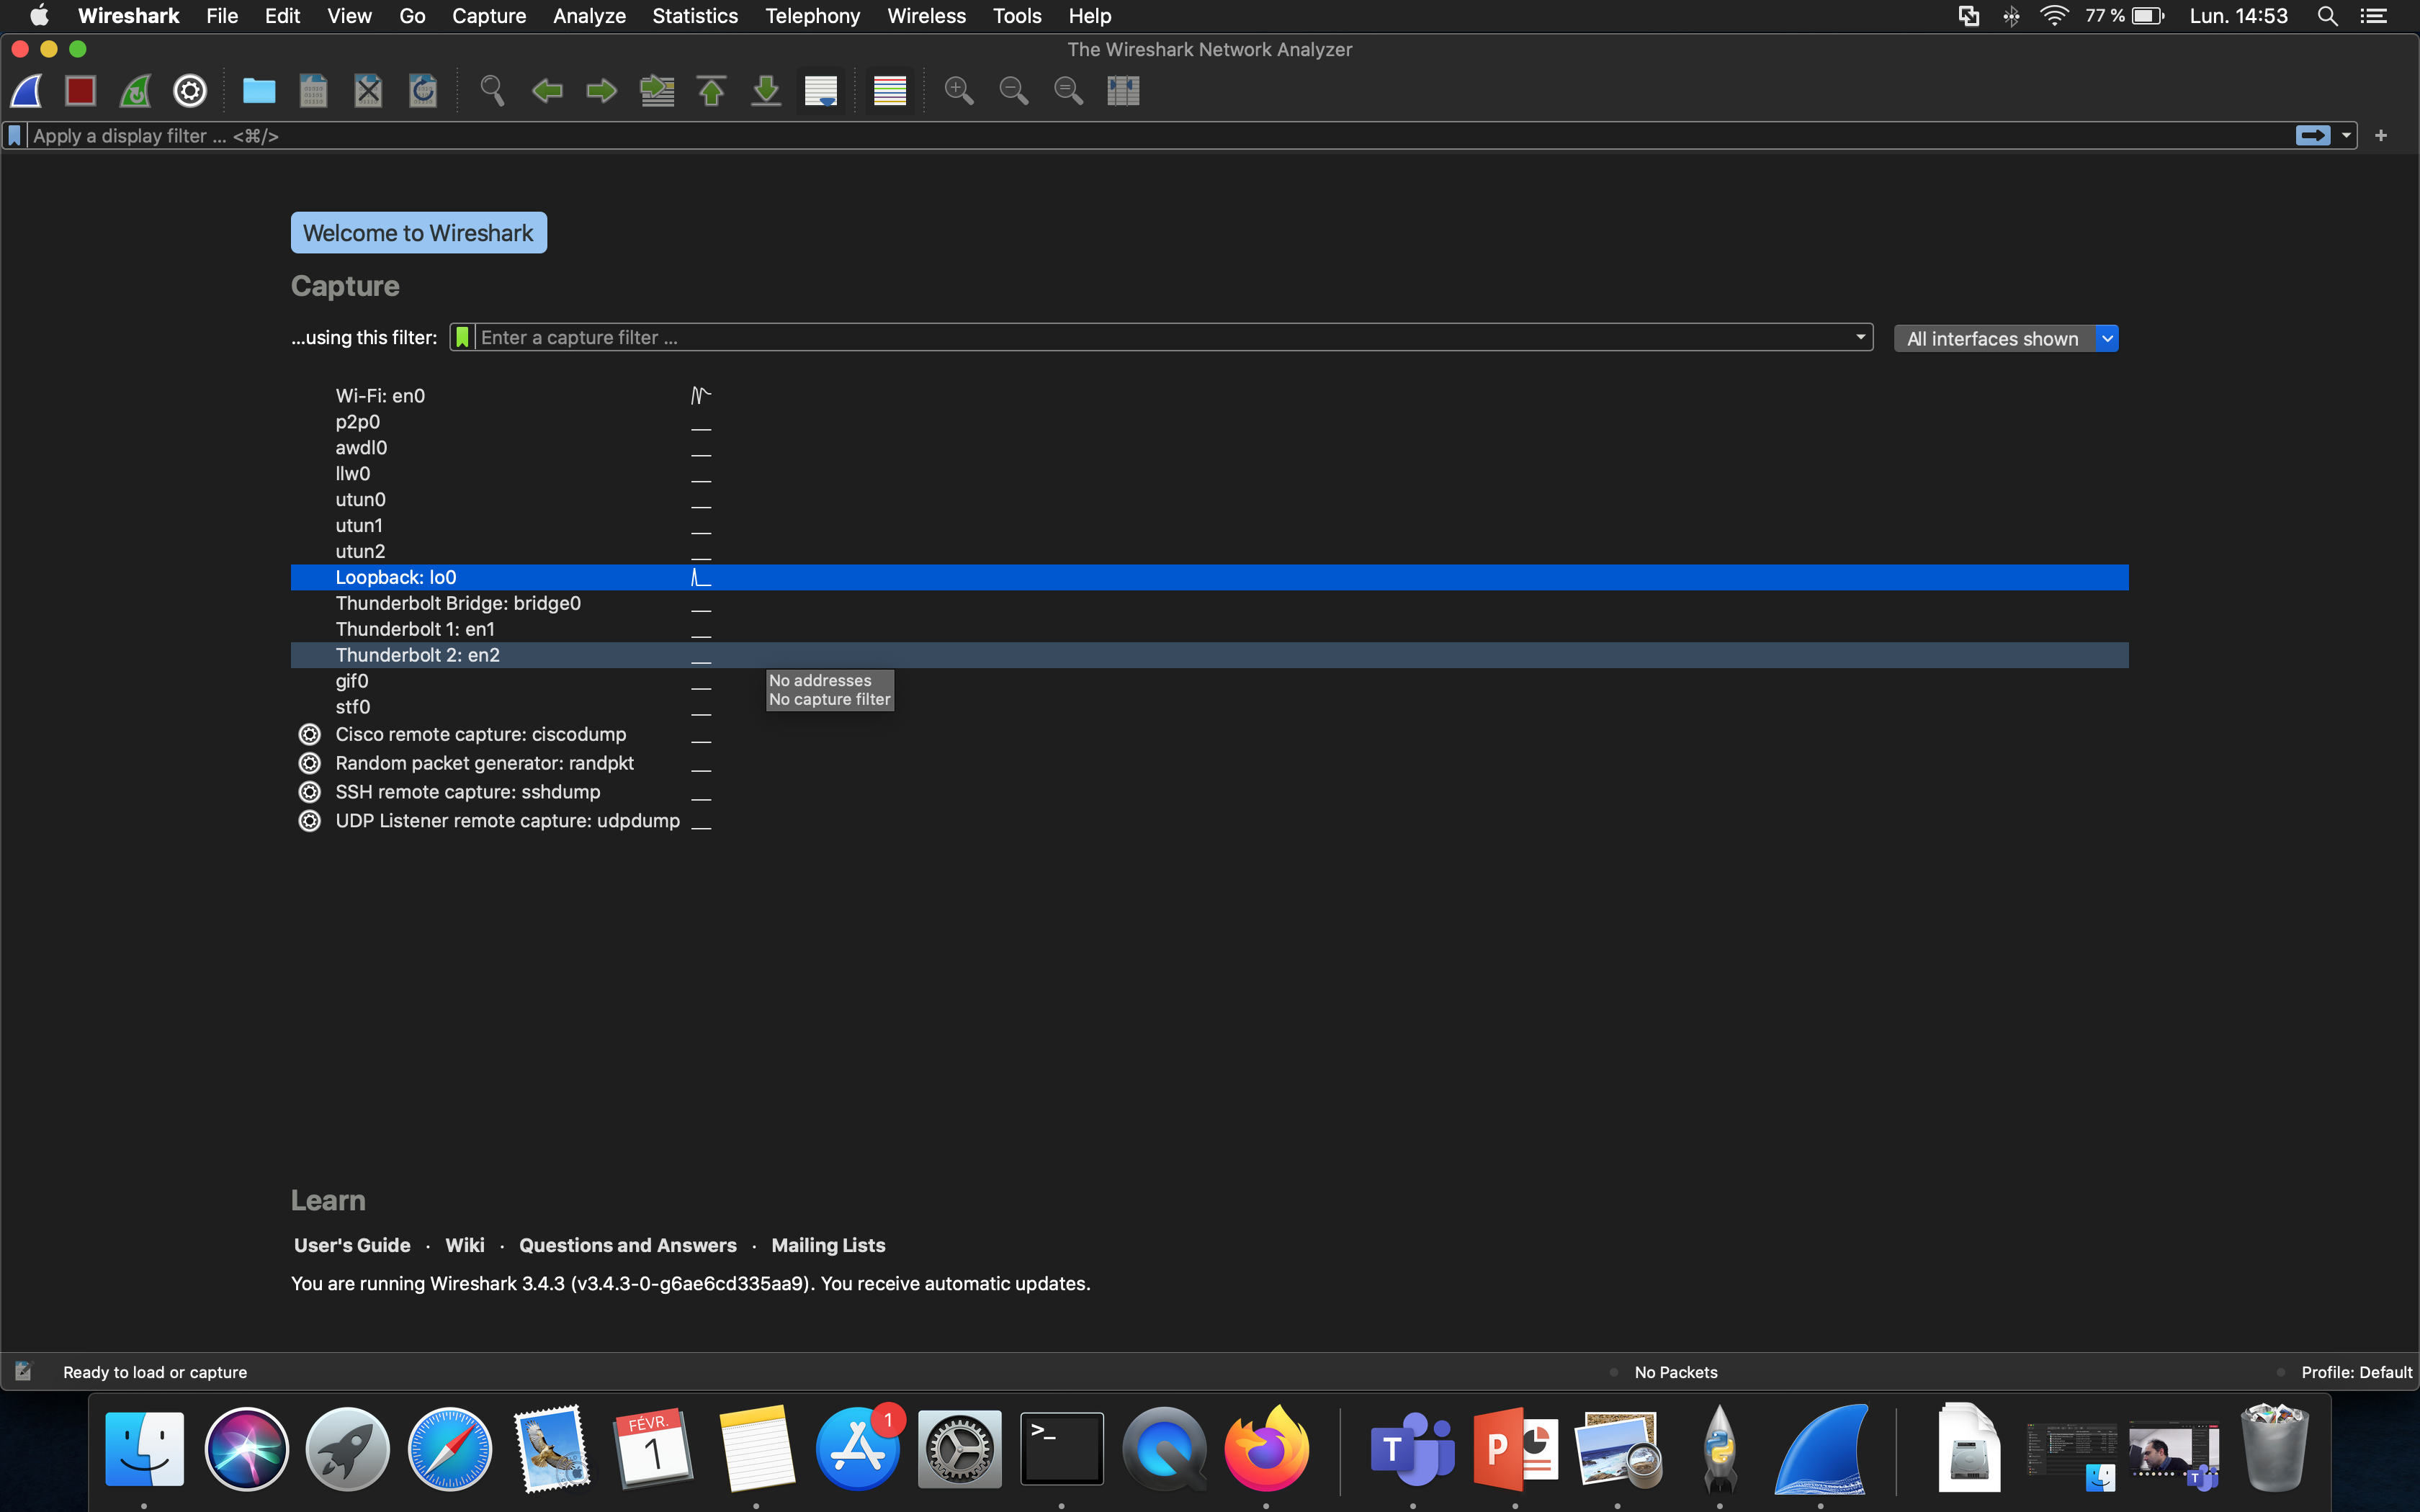 Wireshark File Edit View Go Capture Analyze Statistics Telephony Wireless Tools Help 77 % Lun. 14:53
The Wireshark Network Analyzer
Apply a display filter ... <⌘/>
+
Welcome to Wireshark
Capture
...using this filter: Enter a capture filter ... All interfaces shown
Wi-Fi: en0
p2p0
awdl0
llw0
utun0
utun1
utun2
Loopback: lo0
Thunderbolt Bridge: bridge0
Thunderbolt 1: en1
Thunderbolt 2: en2
gif0
No addresses
No capture filter
stf0
Cisco remote capture: ciscodump
Random packet generator: randpkt
SSH remote capture: sshdump
UDP Listener remote capture: udpdump
Learn
User's Guide · Wiki · Questions and Answers · Mailing Lists
You are running Wireshark 3.4.3 (v3.4.3-0-g6ae6cd335aa9). You receive automatic updates.
Ready to load or capture No Packets Profile: Default
FÉVR.
1
1
>_
T
P
T